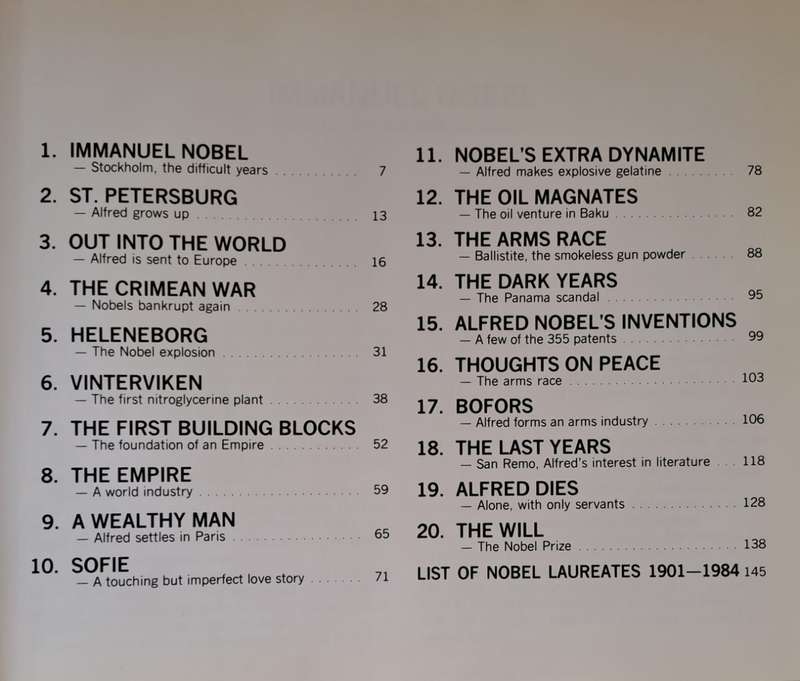 1. IMMANUEL NOBEL
— Stockholm, the difficult years . . . . . . . . . . . 7
2. ST. PETERSBURG
— Alfred grows up . . . . . . . . . . . . . . . . . . . . . 13
3. OUT INTO THE WORLD
— Alfred is sent to Europe . . . . . . . . . . . . . . . 16
4. THE CRIMEAN WAR
— Nobels bankrupt again . . . . . . . . . . . . . . . . 28
5. HELENEBORG
— The Nobel explosion . . . . . . . . . . . . . . . . . . 31
6. VINTERVIKEN
— The first nitroglycerine plant . . . . . . . . . . . . 38
7. THE FIRST BUILDING BLOCKS
— The foundation of an Empire . . . . . . . . . . . . 52
8. THE EMPIRE
— A world industry . . . . . . . . . . . . . . . . . . . . . 59
9. A WEALTHY MAN
— Alfred settles in Paris . . . . . . . . . . . . . . . . . 65
10. SOFIE
— A touching but imperfect love story . . . . . . . 71
11. NOBEL'S EXTRA DYNAMITE
— Alfred makes explosive gelatine . . . . . . . . . 78
12. THE OIL MAGNATES
— The oil venture in Baku . . . . . . . . . . . . . . . . 82
13. THE ARMS RACE
— Ballistite, the smokeless gun powder . . . . . . 88
14. THE DARK YEARS
— The Panama scandal . . . . . . . . . . . . . . . . . 95
15. ALFRED NOBEL'S INVENTIONS
— A few of the 355 patents . . . . . . . . . . . . . . . 99
16. THOUGHTS ON PEACE
— The arms race . . . . . . . . . . . . . . . . . . . . . . 103
17. BOFORS
— Alfred forms an arms industry . . . . . . . . . . . 106
18. THE LAST YEARS
— San Remo, Alfred's interest in literature . . . 118
19. ALFRED DIES
— Alone, with only servants . . . . . . . . . . . . . . 128
20. THE WILL
— The Nobel Prize . . . . . . . . . . . . . . . . . . . . . 138
LIST OF NOBEL LAUREATES 1901—1984 145